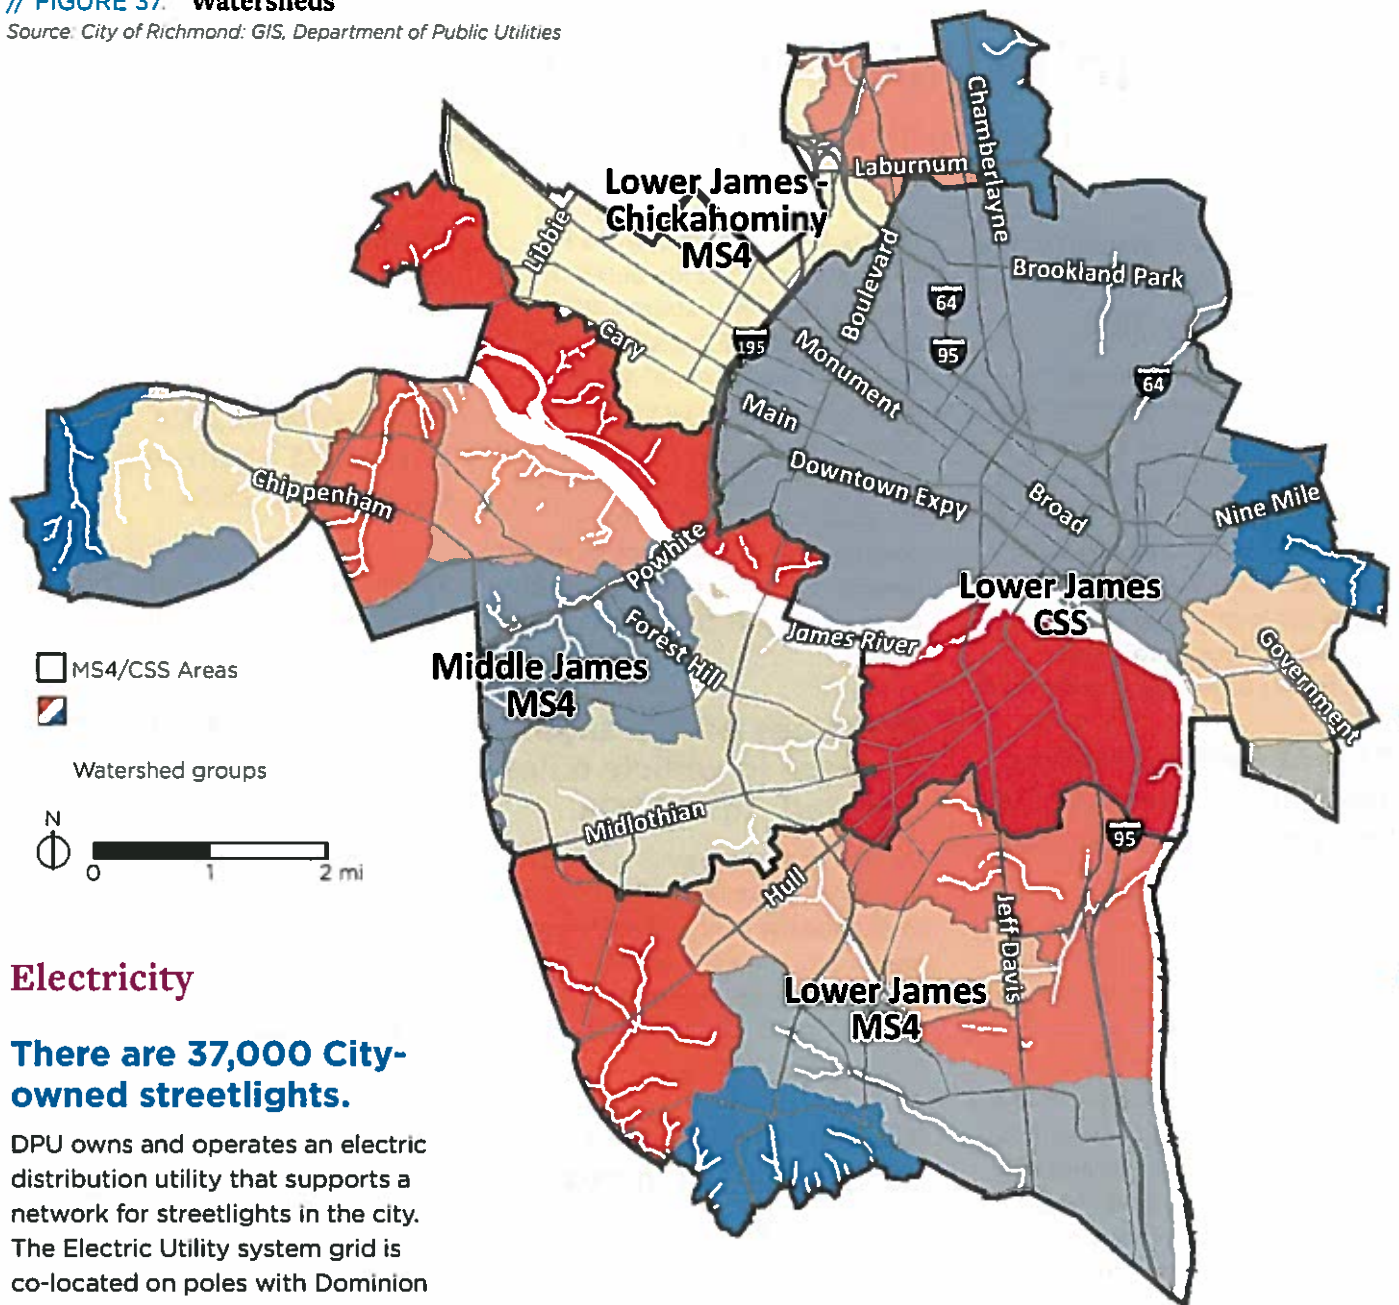 // FIGURE 37. Watersheds
Source: City of Richmond: GIS, Department of Public Utilities
Chamberlayne
Laburnum
Lower James -
Chickahominy
MS4
Libbie
Boulevard
Brookland Park
64
95
195
Cary
Monument
64
Main
Downtown Expy
Broad
Nine Mile
Chippenham
Powhite
Lower James
CSS
James River
Forest Hill
Government
MS4/CSS Areas
Middle James
MS4
Watershed groups
N
0 1 2 mi
Midlothian
95
Hull
Jeff Davis
Lower James
MS4
Electricity
There are 37,000 City-
owned streetlights.
DPU owns and operates an electric
distribution utility that supports a
network for streetlights in the city.
The Electric Utility system grid is
co-located on poles with Dominion